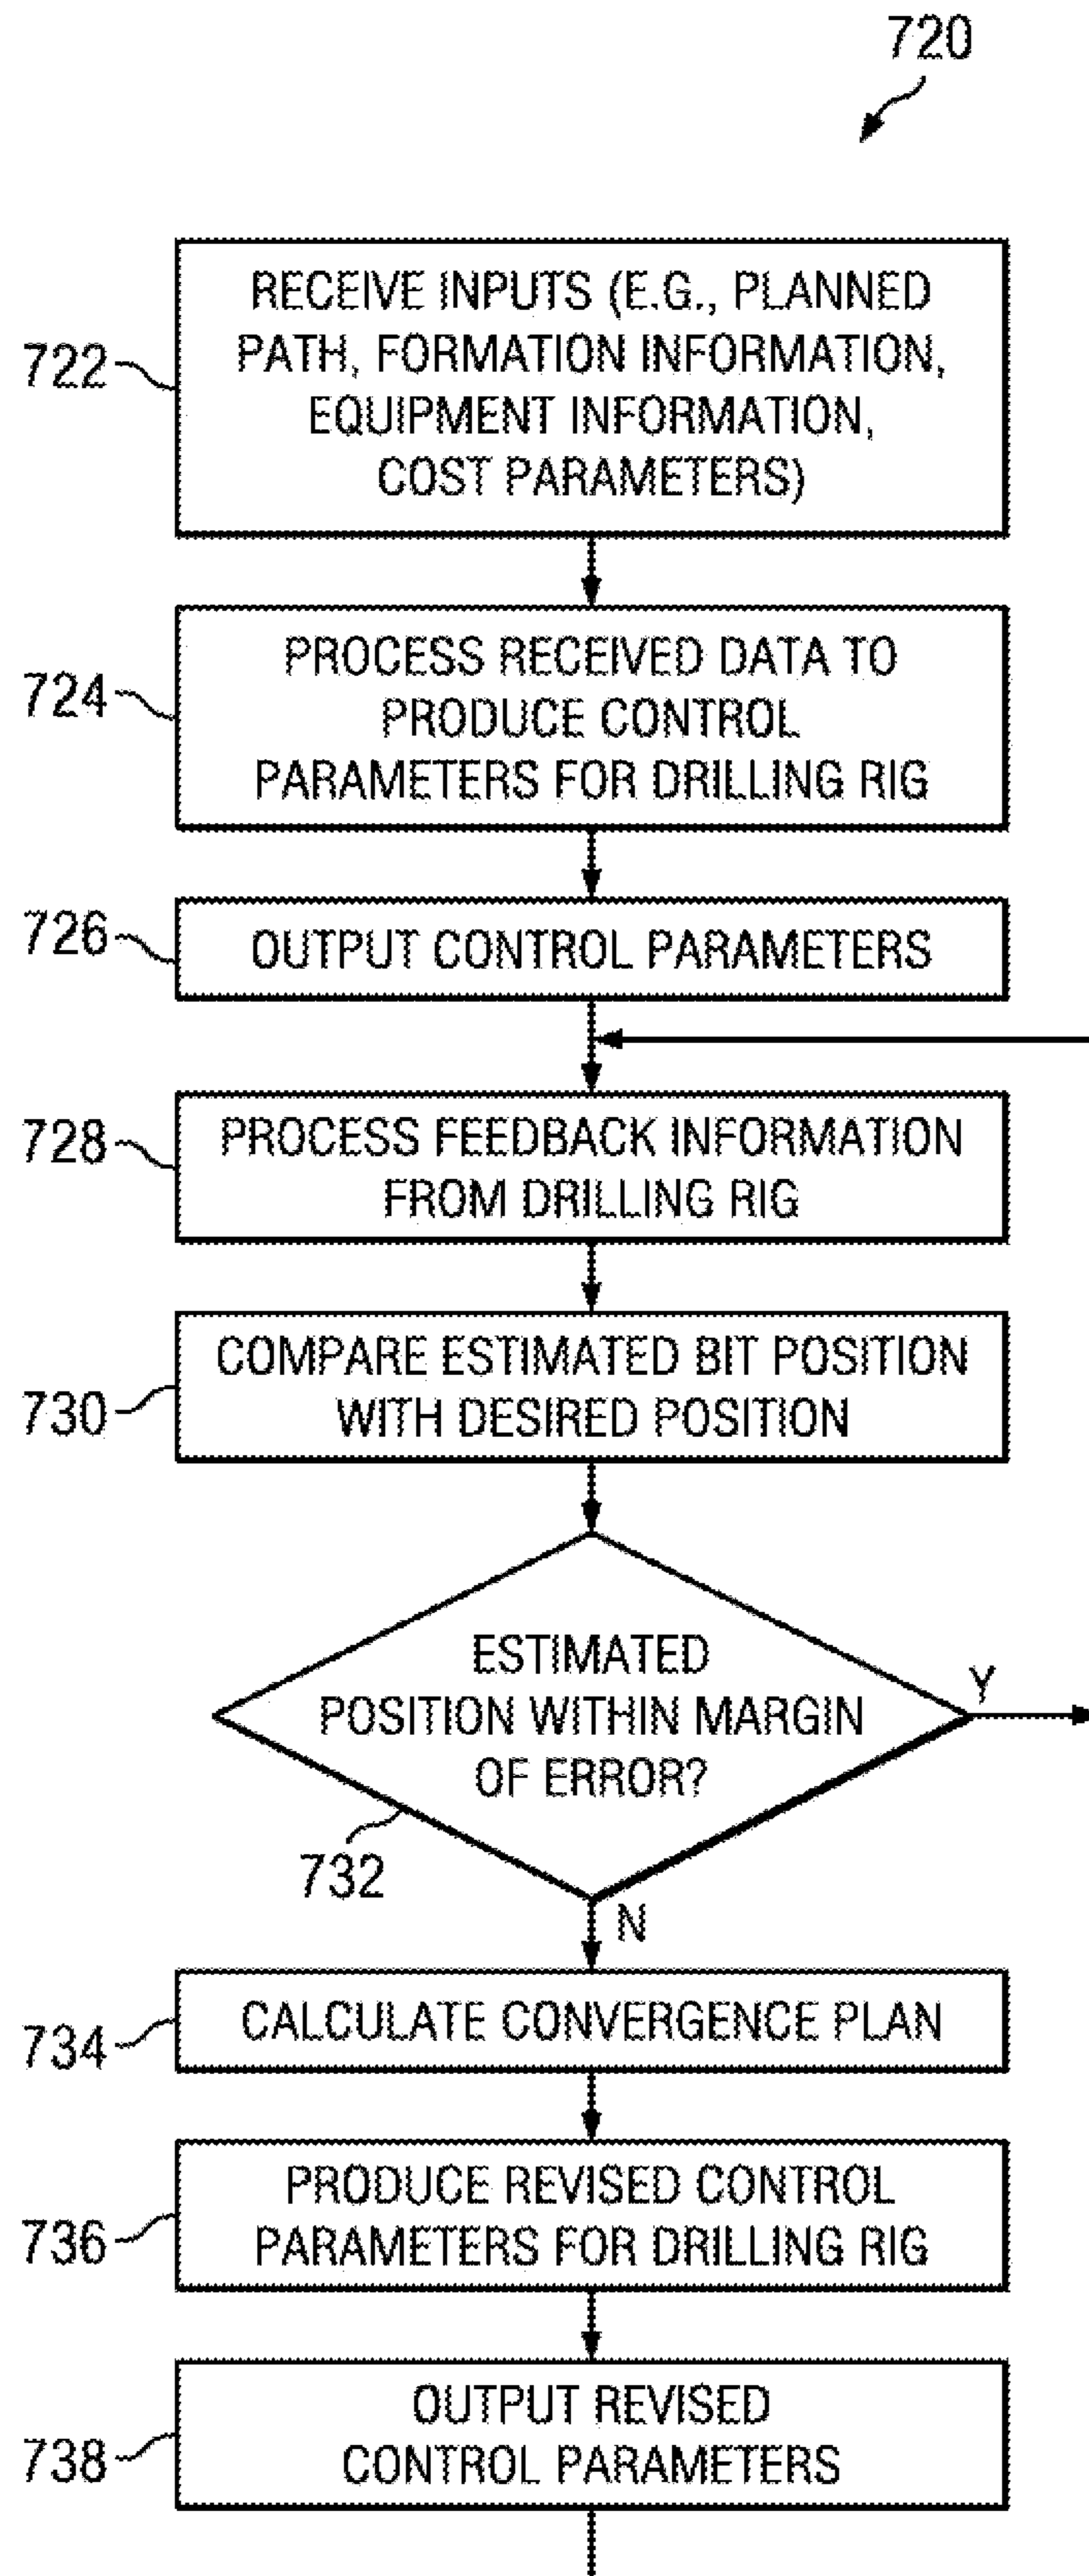 720
722
RECEIVE INPUTS (E.G., PLANNED
PATH, FORMATION INFORMATION,
EQUIPMENT INFORMATION,
COST PARAMETERS)
724
PROCESS RECEIVED DATA TO
PRODUCE CONTROL
PARAMETERS FOR DRILLING RIG
726
OUTPUT CONTROL PARAMETERS
728
PROCESS FEEDBACK INFORMATION
FROM DRILLING RIG
730
COMPARE ESTIMATED BIT POSITION
WITH DESIRED POSITION
ESTIMATED
POSITION WITHIN MARGIN
OF ERROR?
Y
732
N
734
CALCULATE CONVERGENCE PLAN
736
PRODUCE REVISED CONTROL
PARAMETERS FOR DRILLING RIG
738
OUTPUT REVISED
CONTROL PARAMETERS